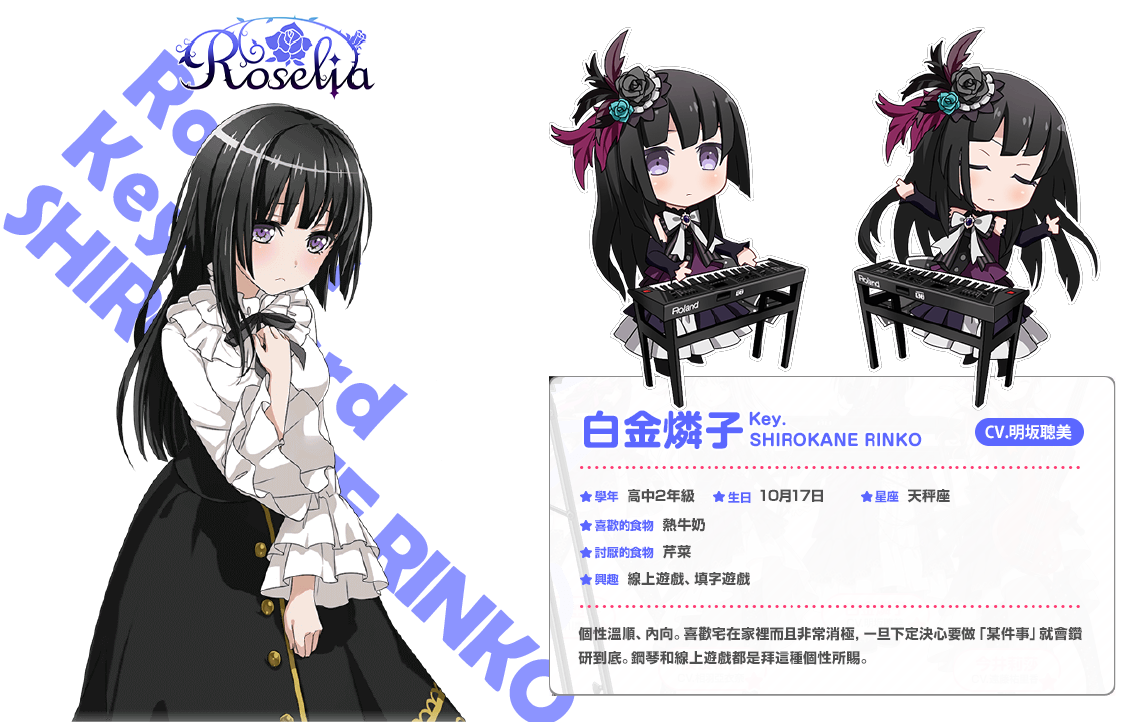 Roselia
SHIROKANE RINKO
Roland
Roland
白金燐子
Key.
SHIROKANE RINKO
CV.明坂聰美
★學年 高中2年級 ★生日 10月17日 ★星座 天秤座
★喜歡的食物 熱牛奶
★討厭的食物 芹菜
★興趣 線上遊戲、填字遊戲
個性溫順、內向。喜歡宅在家裡而且非常消極，一旦下定決心要做「某件事」就會鑽
研到底。鋼琴和線上遊戲都是拜這種個性所賜。